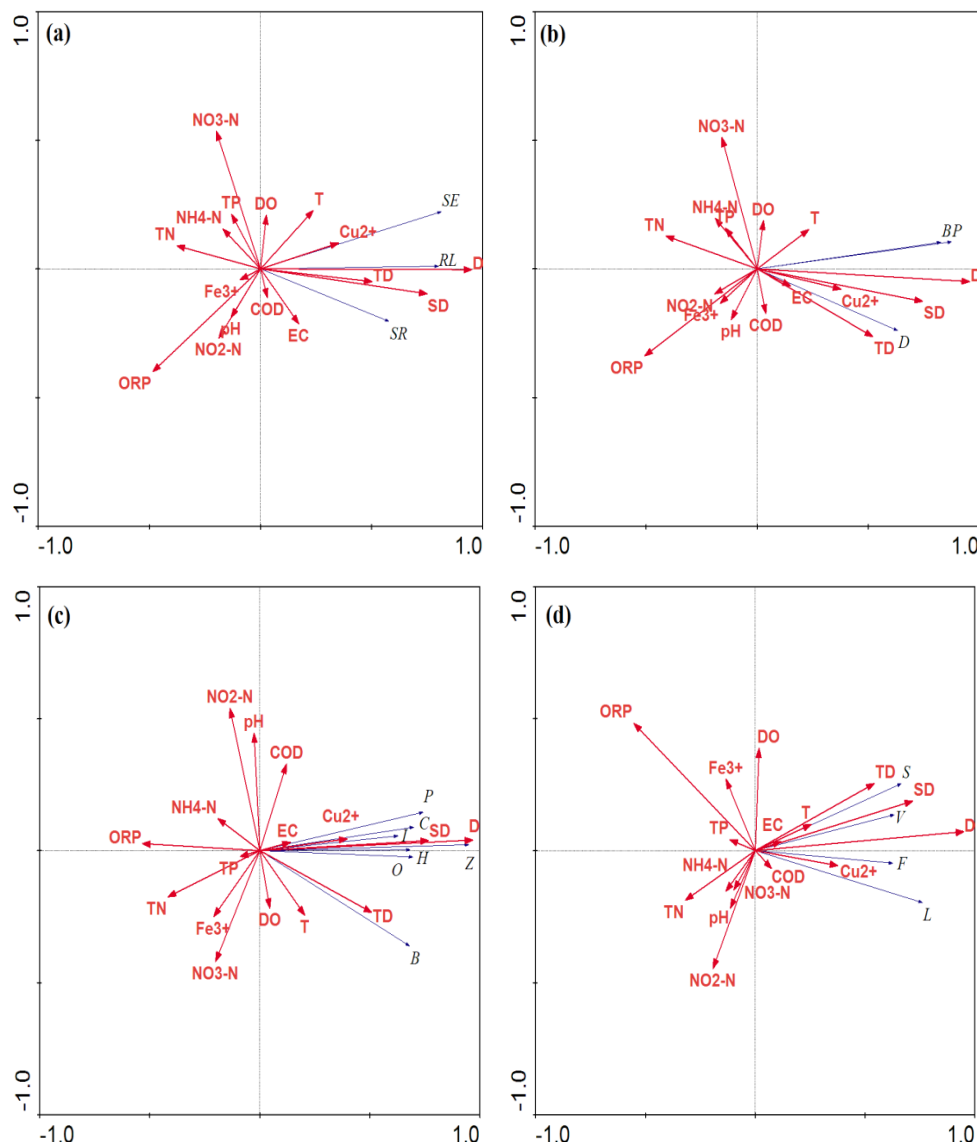 1.0
(a)
NO3-N
TP
DO
T
SE
NH4-N
Cu2+
TN
RL
D
TD
Fe3+
SD
COD
pH
EC
SR
NO2-N
ORP
-1.0
-1.0
1.0
1.0
(b)
NO3-N
NH4-N
TP
DO
T
BP
TN
D
EC
NO2-N
Cu2+
SD
Fe3+
pH
COD
D
TD
ORP
-1.0
-1.0
1.0
1.0
(c)
NO2-N
pH
COD
P
NH4-N
C
EC
Cu2+
I
SD
D
ORP
TP
O
H
Z
TN
DO
T
TD
Fe3+
B
NO3-N
-1.0
-1.0
1.0
1.0
(d)
ORP
DO
Fe3+
TD
S
SD
T
V
TP
EC
D
NH4-N
COD
Cu2+
F
TN
NO3-N
pH
L
NO2-N
-1.0
-1.0
1.0